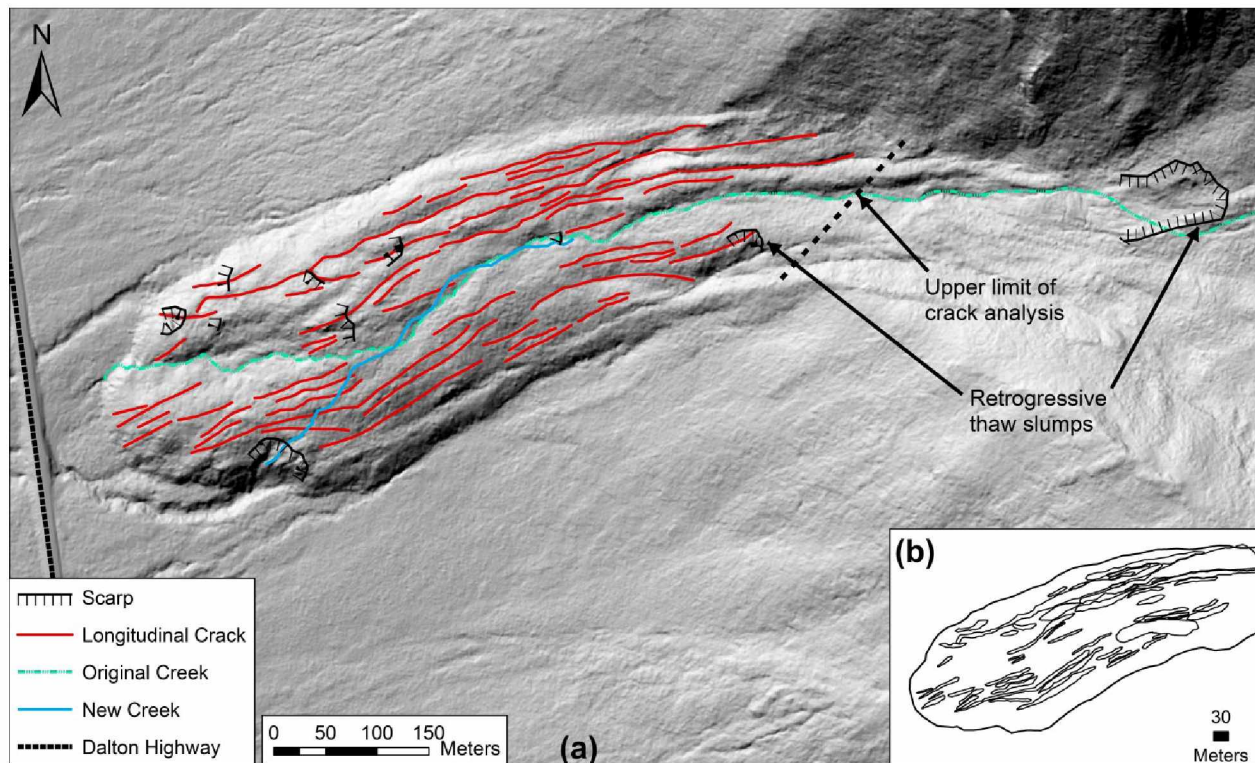 N
Upper limit of
crack analysis
Retrogressive
thaw slumps
Scarp
Longitudinal Crack
Original Creek
New Creek
Dalton Highway
0 25 50 100 150
Meters
(a)
(b)
30
Meters